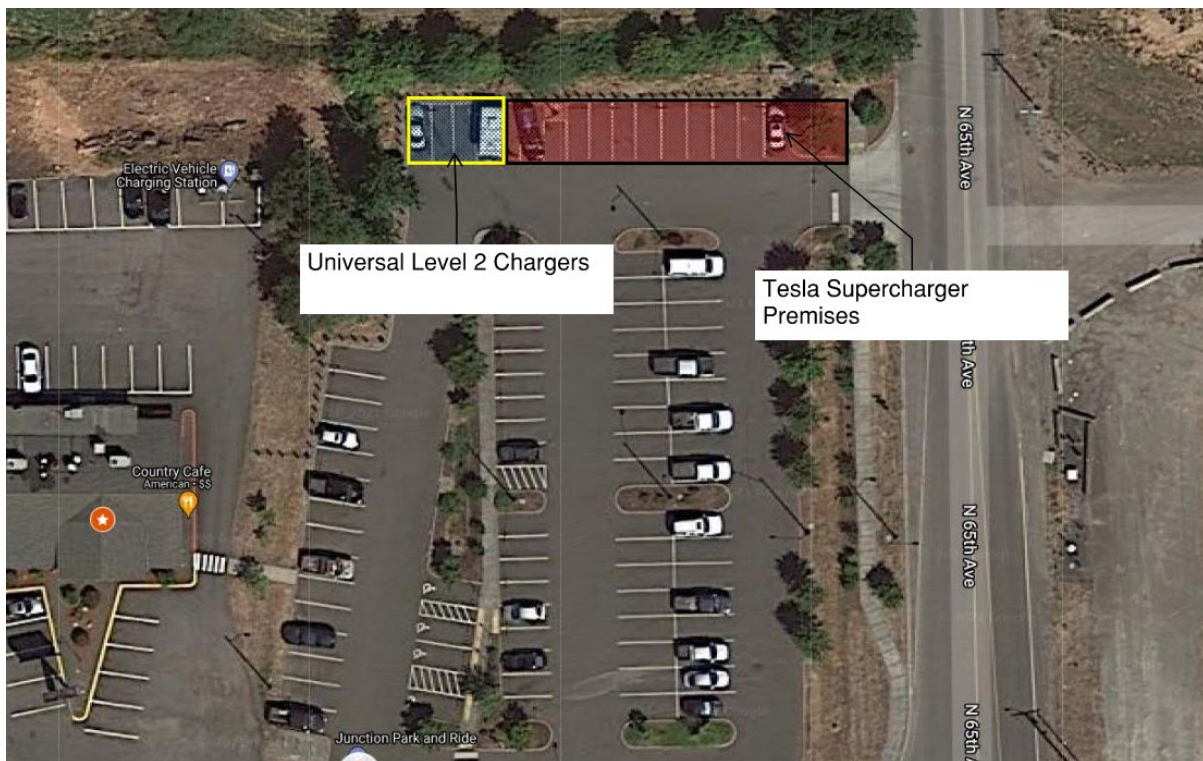 N 65th Ave
Electric Vehicle
Charging Station
Universal Level 2 Chargers
Tesla Supercharger
Premises
th Ave
Country Cafe
American • $$
N 65th Ave
Junction Park and Ride
N 65th A